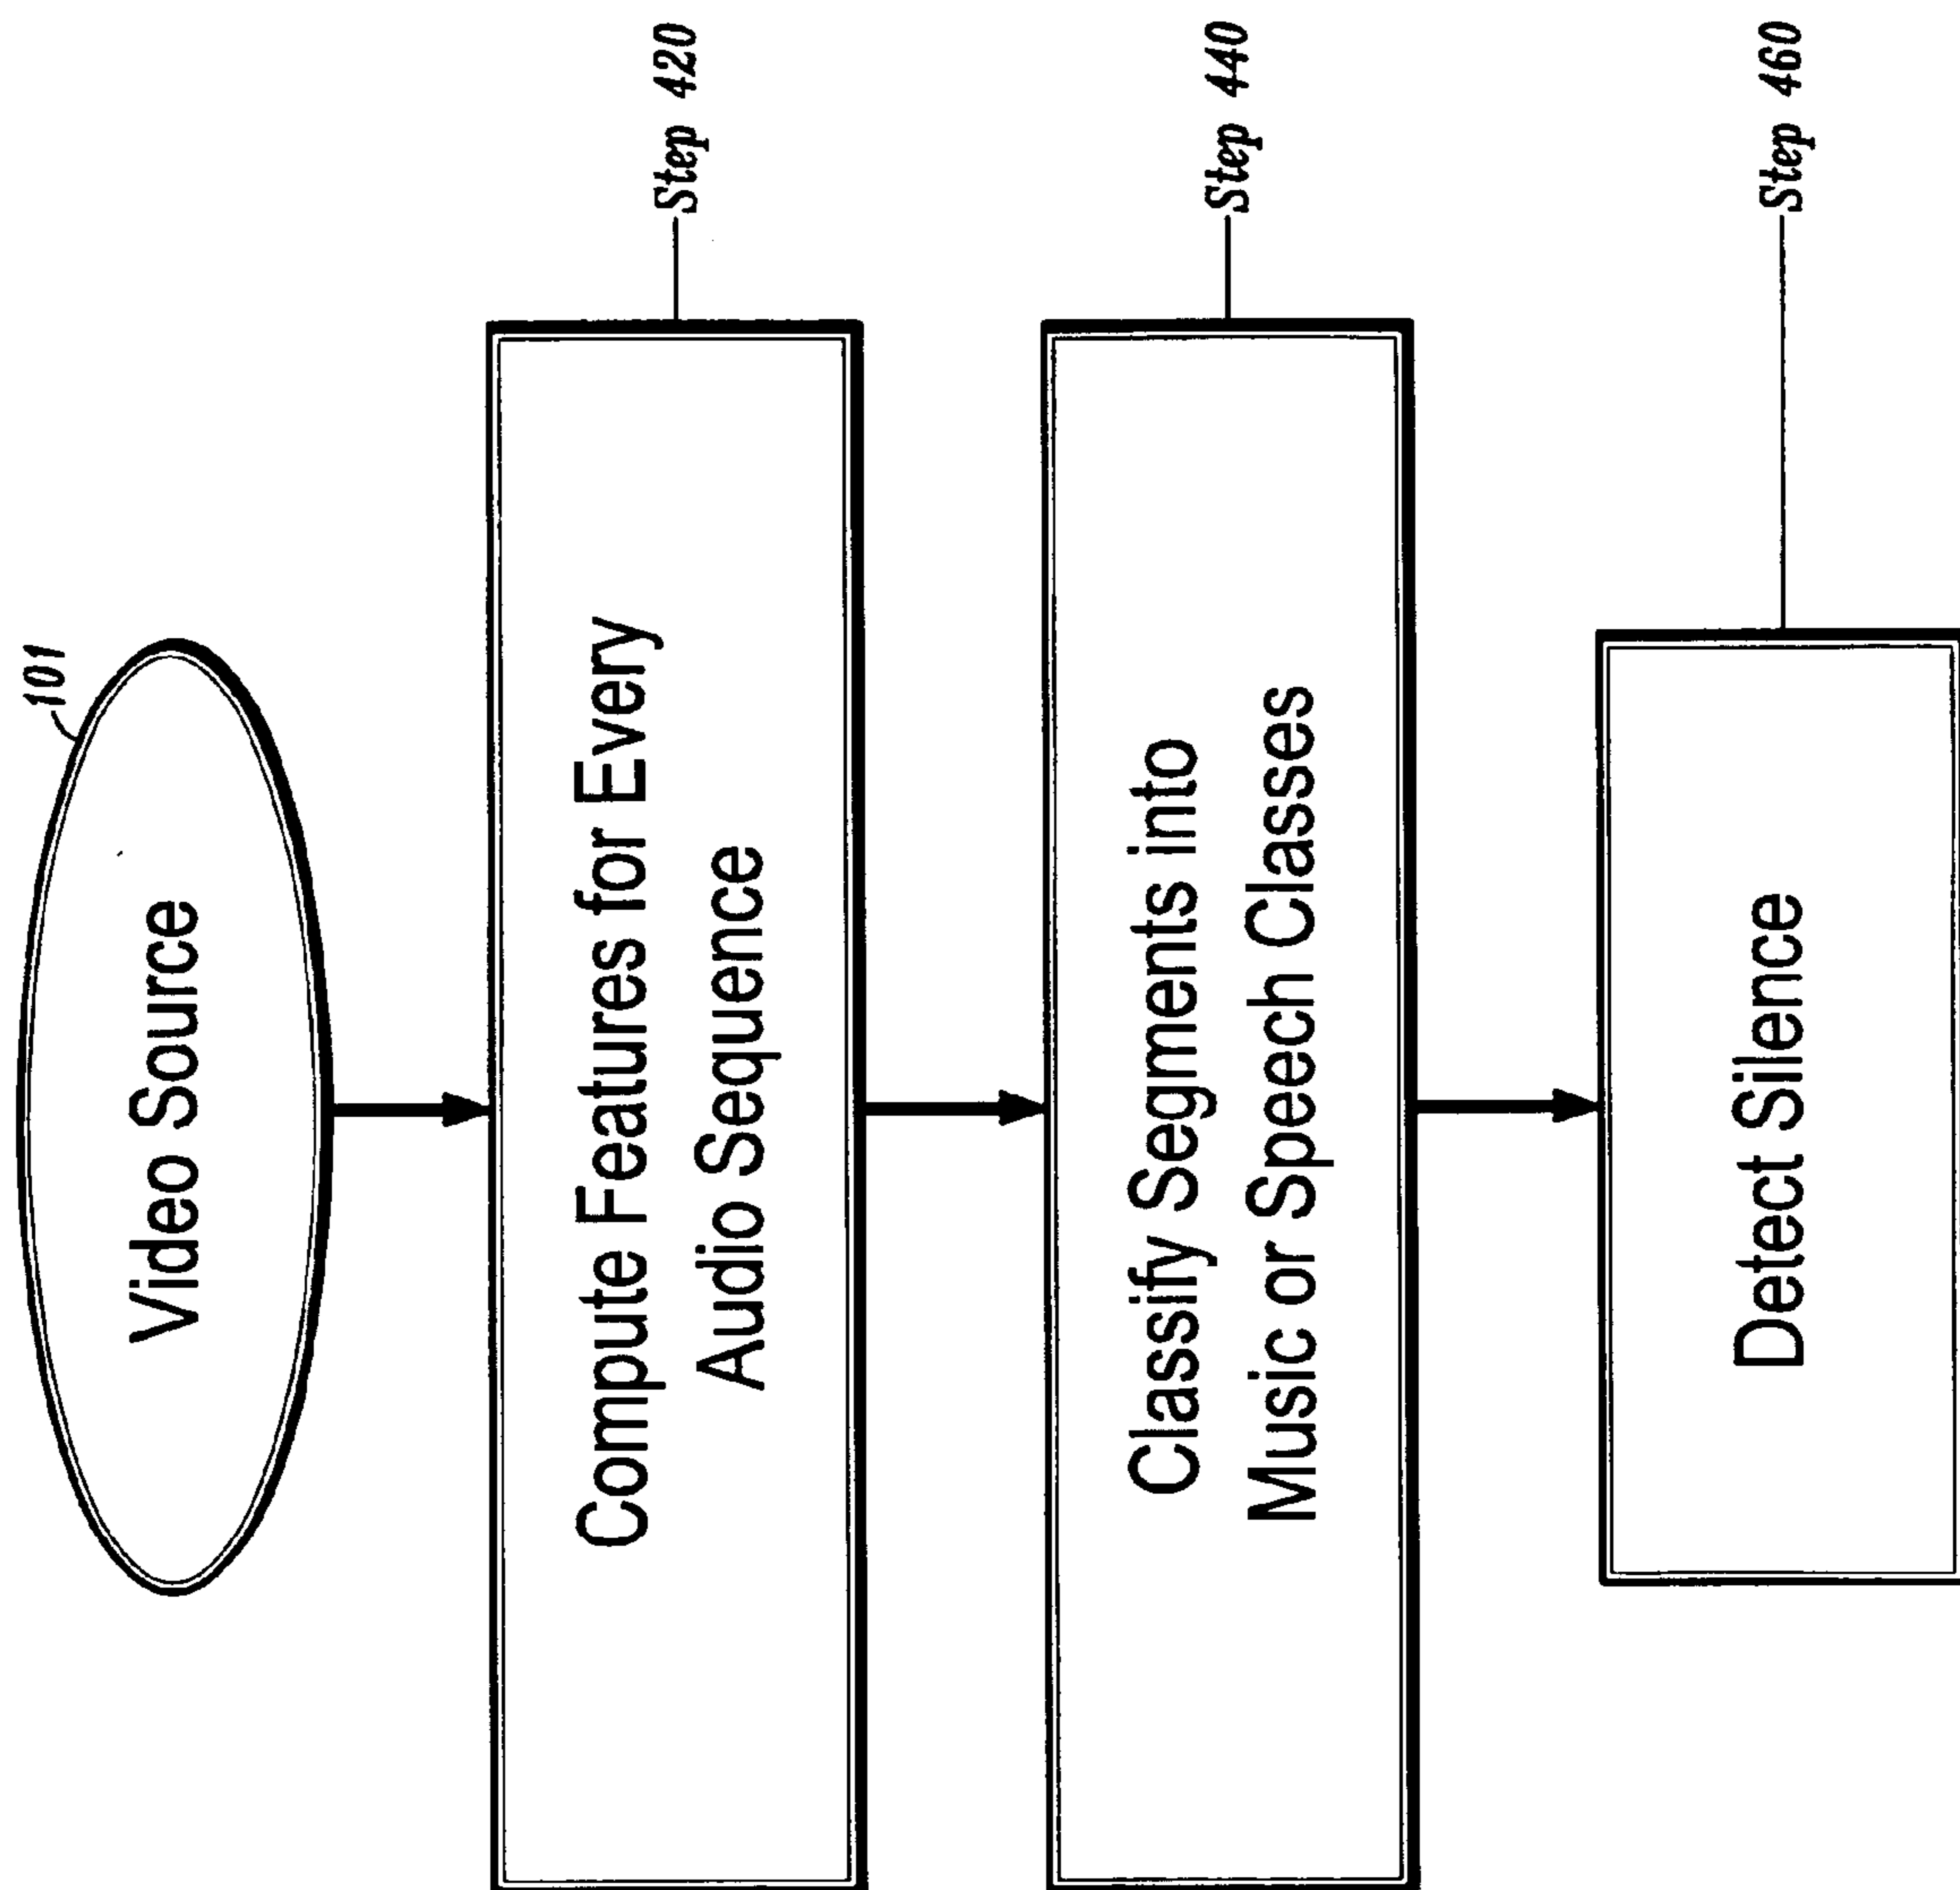 101
Video Source
Compute Features for Every
Audio Sequence
Step 420
Classify Segments into
Music or Speech Classes
Step 440
Detect Silence
Step 460